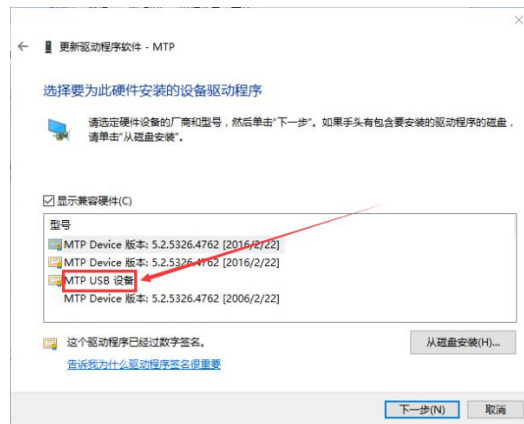 更新驱动程序软件 - MTP
选择要为此硬件安装的设备驱动程序
请选定硬件设备的厂商和型号，然后单击“下一步”。如果手头有包含要安装的驱动程序的磁盘，
请单击“从磁盘安装”。
显示兼容硬件(C)
型号
MTP Device 版本: 5.2.5326.4762 [2016/2/22]
MTP Device 版本: 5.2.5326.4762 [2016/2/22]
MTP USB 设备
MTP Device 版本: 5.2.5326.4762 [2006/2/22]
这个驱动程序已经过数字签名。
从磁盘安装(H)...
告诉我为什么驱动程序签名很重要
下一步(N)
取消